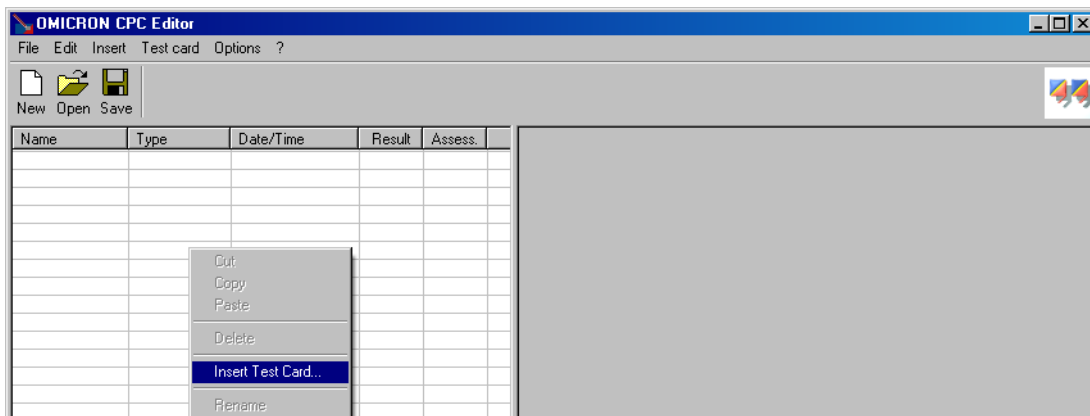 OMICRON CPC Editor
File Edit Insert Test card Options ?
New Open Save
Name Type Date/Time Result Assess.
Cut
Copy
Paste
Delete
Insert Test Card...
Rename